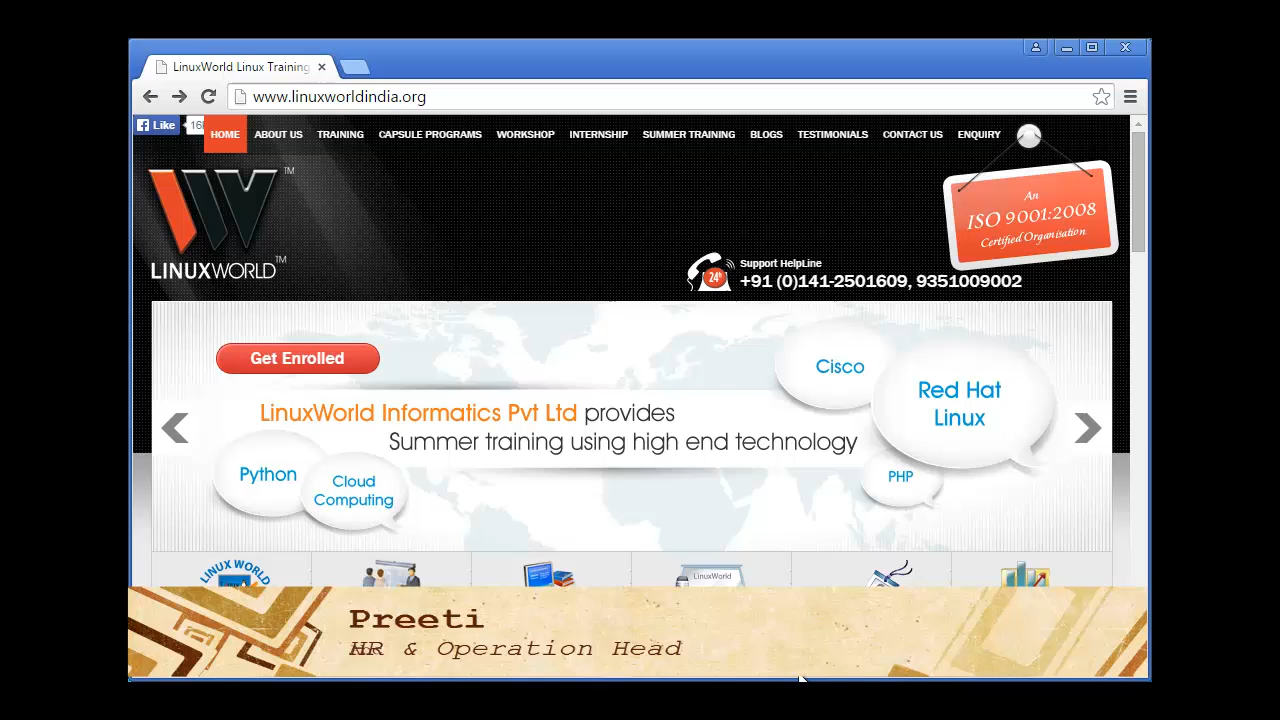 LinuxWorld Linux Training
www.linuxworldindia.org
Like
HOME ABOUT US TRAINING CAPSULE PROGRAMS WORKSHOP INTERNSHIP SUMMER TRAINING BLOGS TESTIMONIALS CONTACT US ENQUIRY
TM
LINUXWORLD TM
An
ISO 9001:2008
Certified Organisation
24h
Support HelpLine
+91 (0)141-2501609, 9351009002
Get Enrolled
Cisco
Red Hat
Linux
LinuxWorld Informatics Pvt Ltd provides
Summer training using high end technology
Python
Cloud
Computing
PHP
LINUX WORLD
LinuxWorld
Preeti
HR & Operation Head